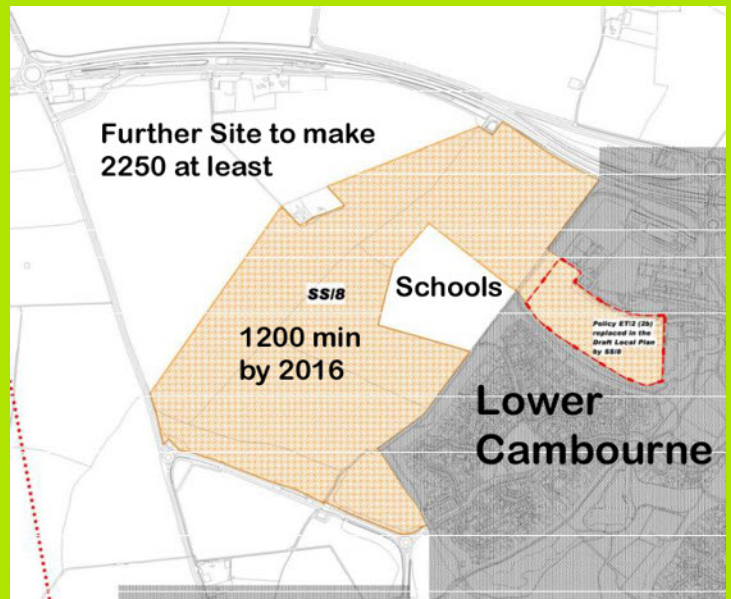 Further Site to make
2250 at least
SS/8
Schools
1200 min
by 2016
Policy ET/2 (2b)
replaced in the
Draft Local Plan
by SS/8
Lower
Cambourne